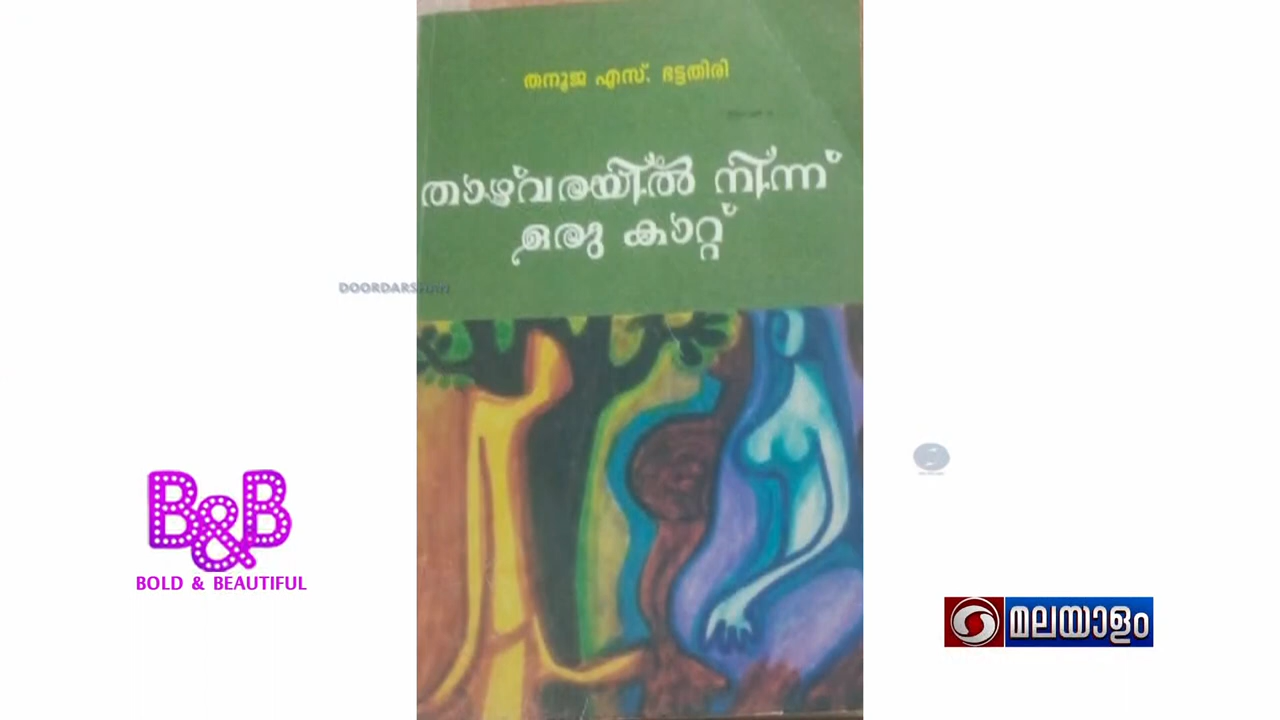 തനൂജ എസ്. ഭട്ടതിരി
താഴ്‌വരയിൽ നിന്ന്
ഒരു കാറ്റ്
B&B
BOLD & BEAUTIFUL
മലയാളം